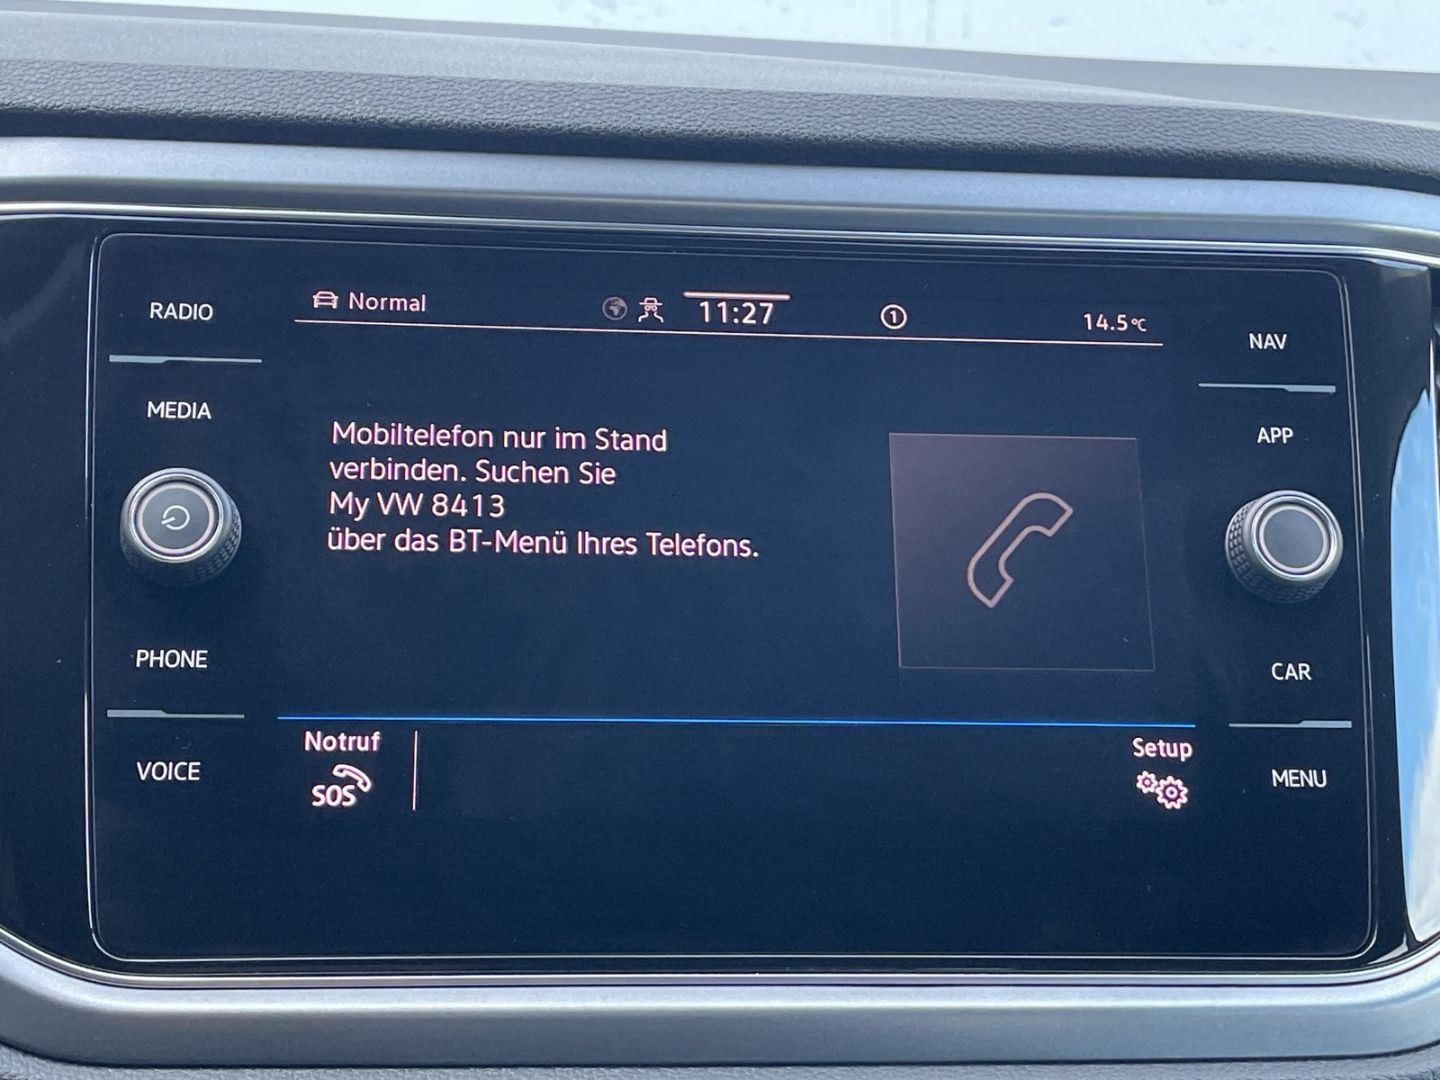 RADIO
MEDIA
PHONE
VOICE
Normal
11:27
1
14.5°C
Mobiltelefon nur im Stand
verbinden. Suchen Sie
My VW 8413
über das BT-Menü Ihres Telefons.
Notruf
SOS
Setup
NAV
APP
CAR
MENU